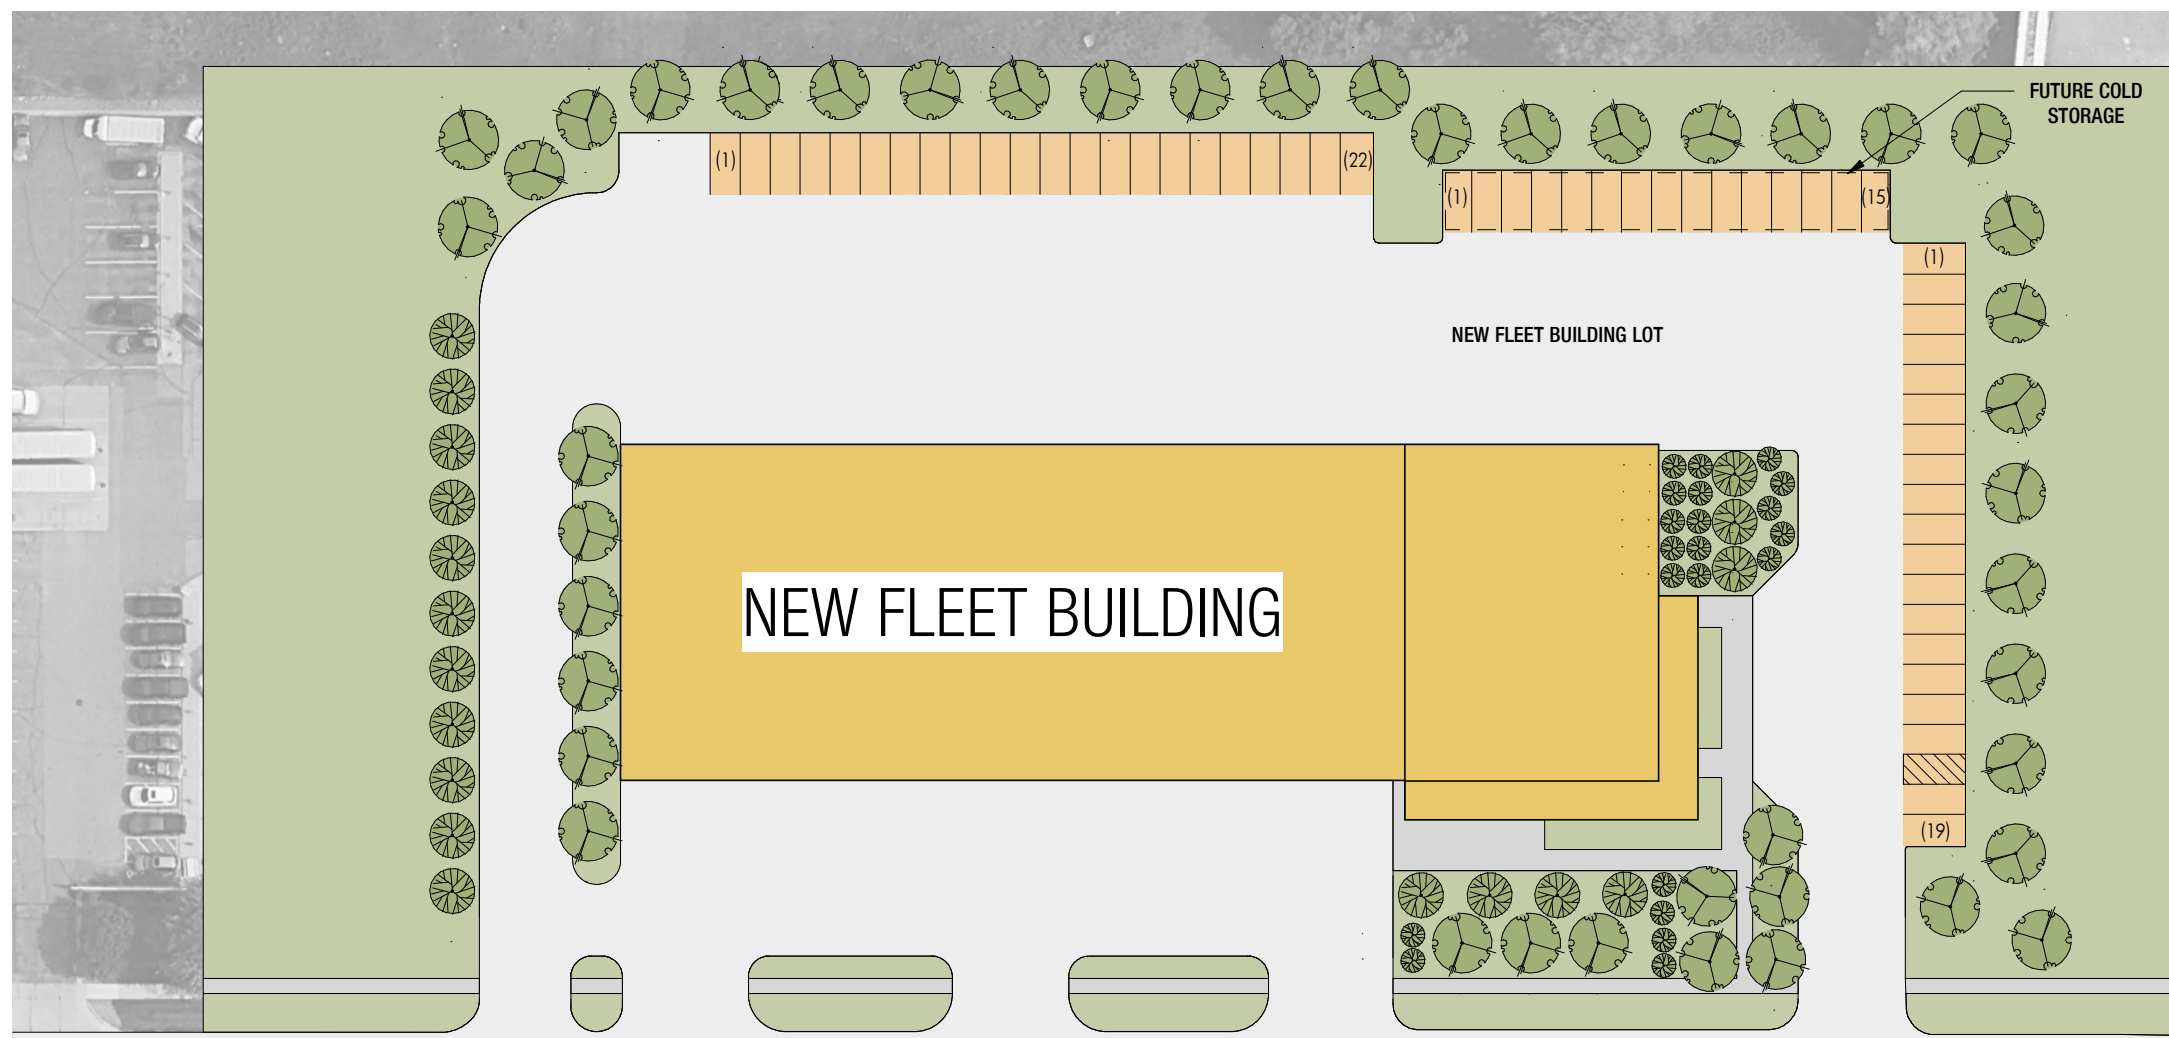 FUTURE COLD
STORAGE
(1)
(22)
(1)
(15)
(1)
NEW FLEET BUILDING LOT
NEW FLEET BUILDING
(19)